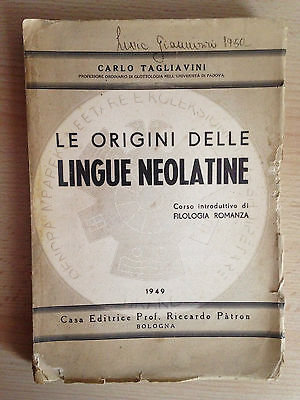 1950
CARLO TAGLIAVINI
PROFESSORE ORDINARIO DI GLOTTOLOGIA NELL'UNIVERSITÀ DI PADOVA
LE ORIGINI DELLE
LINGUE NEOLATINE
Corso introduttivo di
FILOLOGIA ROMANZA
1949
Casa Editrice Prof. Riccardo Pàtron
BOLOGNA